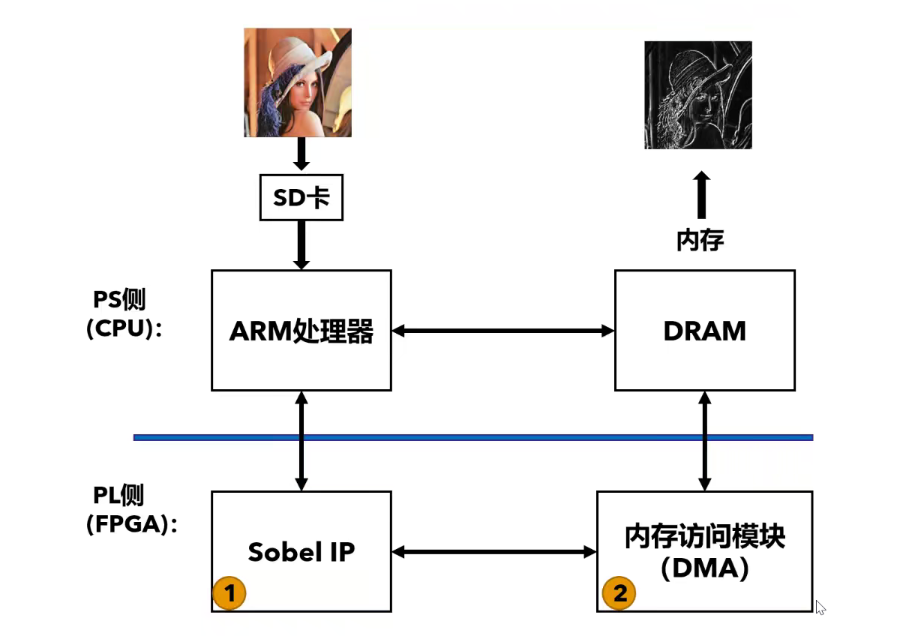 SD卡
内存
PS侧
(CPU):
ARM处理器
DRAM
PL侧
(FPGA):
Sobel IP
1
内存访问模块
（DMA）
2